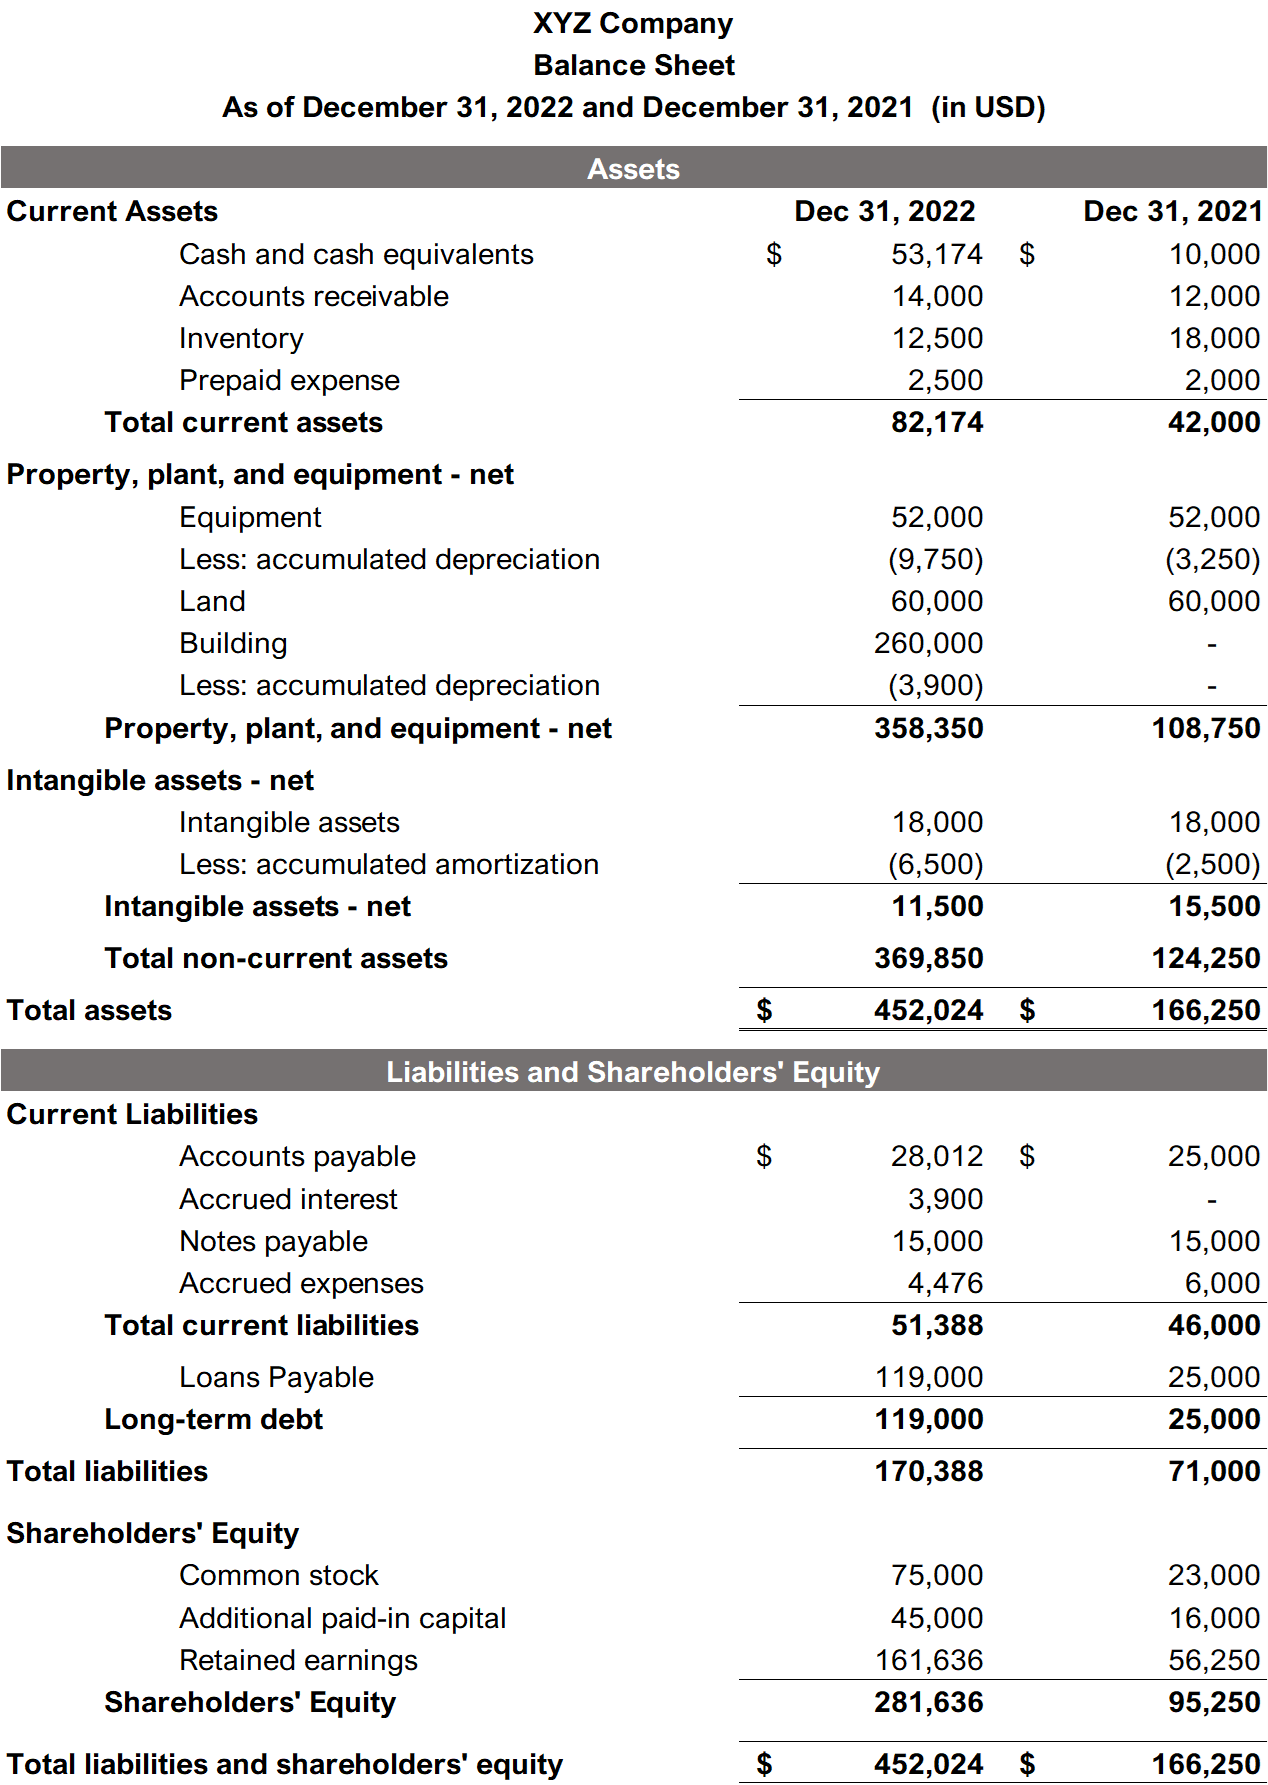 XYZ Company
Balance Sheet
As of December 31, 2022 and December 31, 2021 (in USD)
Assets
Current Assets Dec 31, 2022 Dec 31, 2021
Cash and cash equivalents $ 53,174 $ 10,000
Accounts receivable 14,000 12,000
Inventory 12,500 18,000
Prepaid expense 2,500 2,000
Total current assets 82,174 42,000
Property, plant, and equipment - net
Equipment 52,000 52,000
Less: accumulated depreciation (9,750) (3,250)
Land 60,000 60,000
Building 260,000 -
Less: accumulated depreciation (3,900) -
Property, plant, and equipment - net 358,350 108,750
Intangible assets - net
Intangible assets 18,000 18,000
Less: accumulated amortization (6,500) (2,500)
Intangible assets - net 11,500 15,500
Total non-current assets 369,850 124,250
Total assets $ 452,024 $ 166,250
Liabilities and Shareholders' Equity
Current Liabilities
Accounts payable $ 28,012 $ 25,000
Accrued interest 3,900 -
Notes payable 15,000 15,000
Accrued expenses 4,476 6,000
Total current liabilities 51,388 46,000
Loans Payable 119,000 25,000
Long-term debt 119,000 25,000
Total liabilities 170,388 71,000
Shareholders' Equity
Common stock 75,000 23,000
Additional paid-in capital 45,000 16,000
Retained earnings 161,636 56,250
Shareholders' Equity 281,636 95,250
Total liabilities and shareholders' equity $ 452,024 $ 166,250